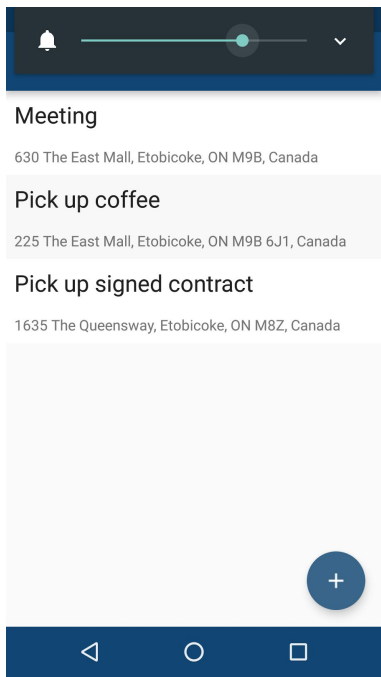 Meeting
630 The East Mall, Etobicoke, ON M9B, Canada
Pick up coffee
225 The East Mall, Etobicoke, ON M9B 6J1, Canada
Pick up signed contract
1635 The Queensway, Etobicoke, ON M8Z, Canada